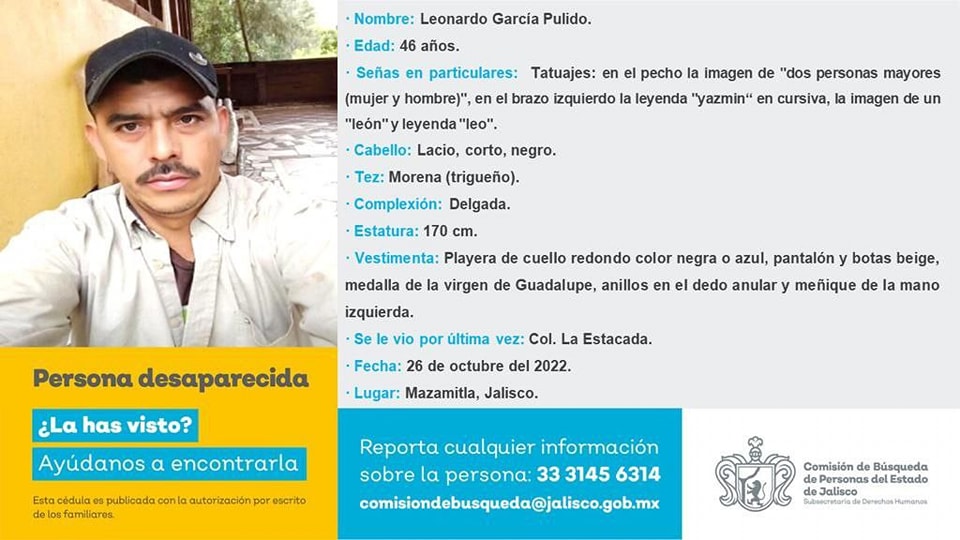 · Nombre: Leonardo García Pulido.
· Edad: 46 años.
· Señas en particulares: Tatuajes: en el pecho la imagen de "dos personas mayores
(mujer y hombre)", en el brazo izquierdo la leyenda "yazmin“ en cursiva, la imagen de un
"león" y leyenda "leo".
· Cabello: Lacio, corto, negro.
· Tez: Morena (trigueño).
· Complexión: Delgada.
· Estatura: 170 cm.
· Vestimenta: Playera de cuello redondo color negra o azul, pantalón y botas beige,
medalla de la virgen de Guadalupe, anillos en el dedo anular y meñique de la mano
izquierda.
· Se le vio por última vez: Col. La Estacada.
· Fecha: 26 de octubre del 2022.
· Lugar: Mazamitla, Jalisco.
Persona desaparecida
¿La has visto?
Ayúdanos a encontrarla
Esta cédula es publicada con la autorización por escrito
de los familiares.
Reporta cualquier información
sobre la persona: 33 3145 6314
comisiondebusqueda@jalisco.gob.mx
Comisión de Búsqueda
de Personas del Estado
de Jalisco
Subsecretaría de Derechos Humanos